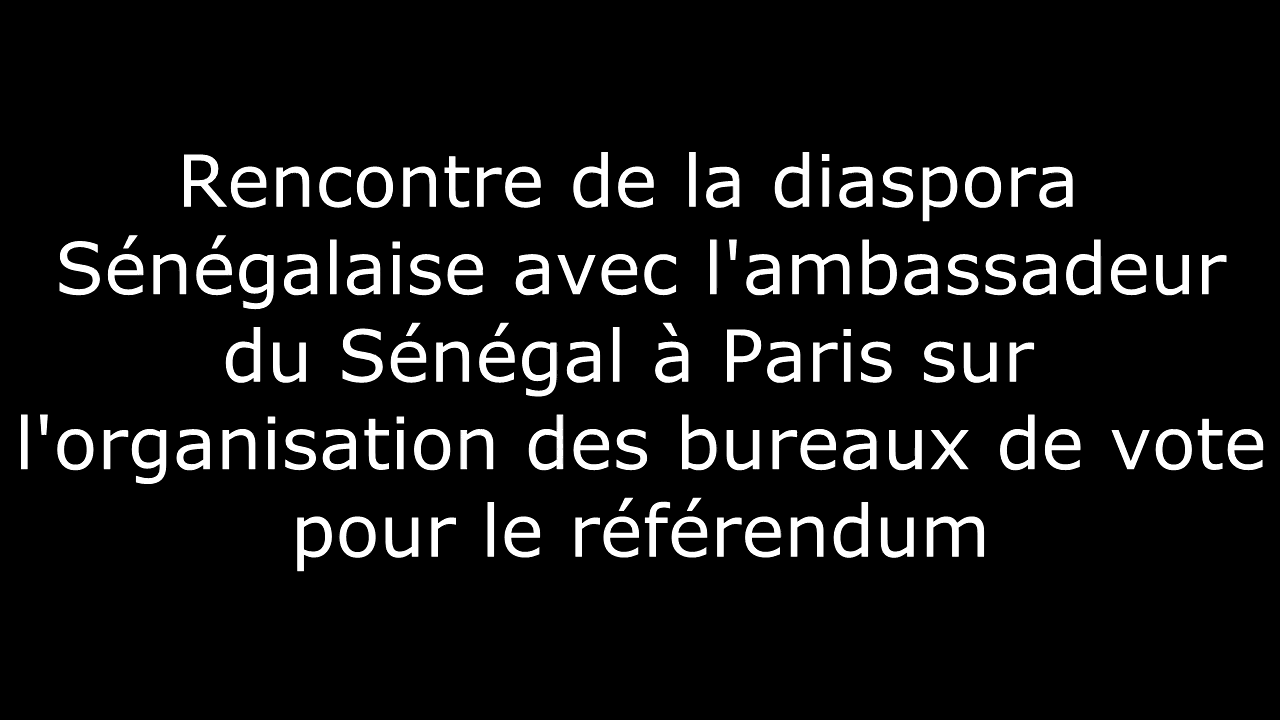 Rencontre de la diaspora
Sénégalaise avec l'ambassadeur
du Sénégal à Paris sur
l'organisation des bureaux de vote
pour le référendum